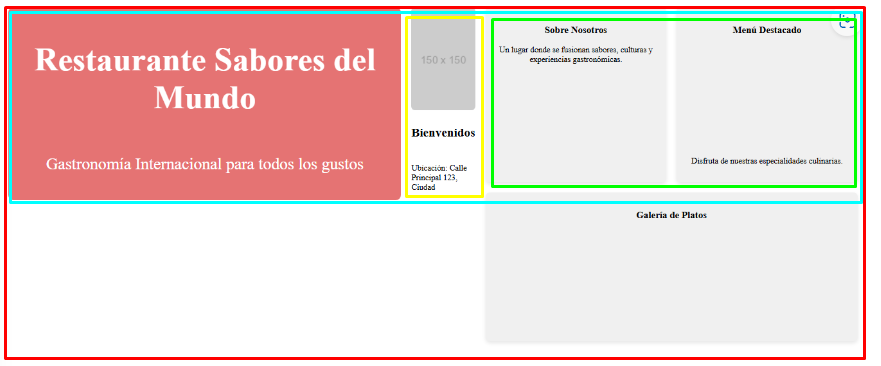 Restaurante Sabores del
Mundo
Gastronomía Internacional para todos los gustos
150 x 150
Bienvenidos
Ubicación: Calle
Principal 123,
Ciudad
Sobre Nosotros
Un lugar donde se fusionan sabores, culturas y
experiencias gastronómicas.
Menú Destacado
Disfruta de nuestras especialidades culinarias.
Galería de Platos